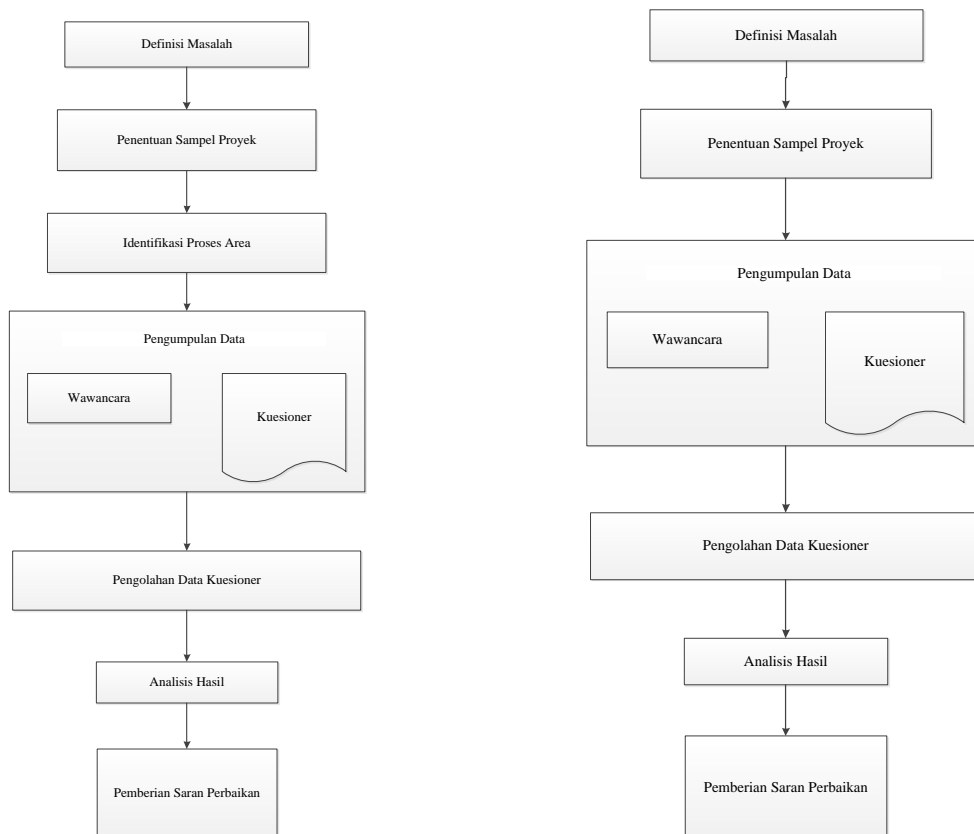 Definisi Masalah
Penentuan Sampel Proyek
Identifikasi Proses Area
Pengumpulan Data
Wawancara
Kuesioner
Pengolahan Data Kuesioner
Analisis Hasil
Pemberian Saran Perbaikan
Definisi Masalah
Penentuan Sampel Proyek
Pengumpulan Data
Wawancara
Kuesioner
Pengolahan Data Kuesioner
Analisis Hasil
Pemberian Saran Perbaikan